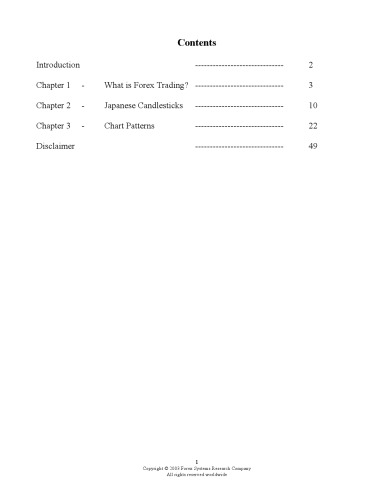 Contents
Introduction ------------------------------ 2
Chapter 1 - What is Forex Trading? ------------------------------ 3
Chapter 2 - Japanese Candlesticks ------------------------------ 10
Chapter 3 - Chart Patterns ------------------------------ 22
Disclaimer ------------------------------ 49
1
Copyright © 2003 Forex Systems Research Company
All rights reserved worldwide